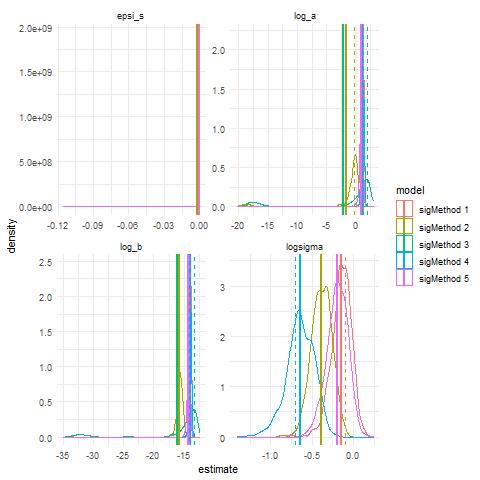 epsi_s
log_a
2.0e+09
1.5e+09
1.0e+09
5.0e+08
0.0e+00
-0.12 -0.09 -0.06 -0.03 0.00
2.0
1.5
1.0
0.5
0.0
-20 -15 -10 -5 0
density
log_b
logsigma
2.5
2.0
1.5
1.0
0.5
0.0
-35 -30 -25 -20 -15
3
2
1
0
-1.0 -0.5 0.0
estimate
model
sigMethod 1
sigMethod 2
sigMethod 3
sigMethod 4
sigMethod 5